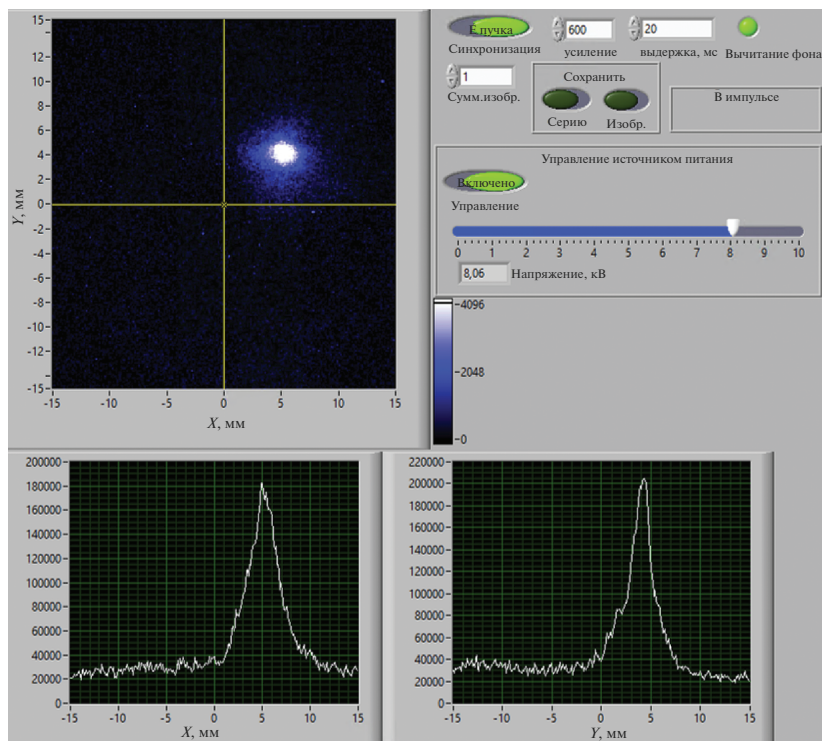 15
8
6
4
2
0
-2
-4
-6
-8
-10
-12
-15
Y, мм
-15
-10
-5
0
5
10
15
X, мм
Е пучка
Синхронизация
600
усиление
20
выдержка, мс
Вычитание фона
1
Сумм.изобр.
Сохранить
Серию
Изобр.
В импульсе
Управление источником питания
Включено
Управление
0 1 2 3 4 5 6 7 8 9 10
8,06
Напряжение, кВ
4096
2048
0
200000
180000
160000
140000
120000
100000
80000
60000
40000
20000
0
-15 -10 -5 0 5 10 15
X, мм
220000
200000
180000
160000
140000
120000
100000
80000
60000
40000
20000
0
-15 -10 -5 0 5 10 15
Y, мм